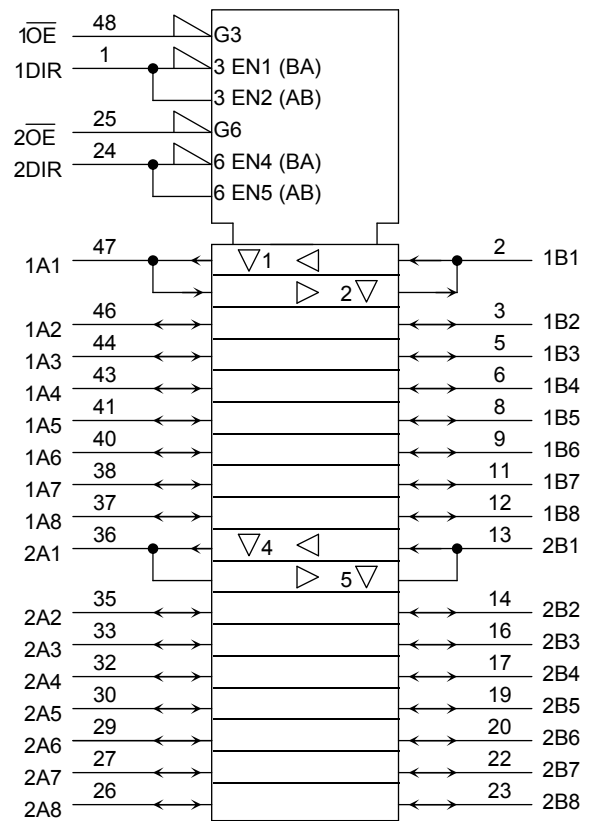 1O̅E̅ 48 G3
1DIR 1 3 EN1 (BA)
3 EN2 (AB)
2O̅E̅ 25 G6
2DIR 24 6 EN4 (BA)
6 EN5 (AB)
1A1 47 ▽1 ◁ 2 1B1
▷ 2▽
1A2 46 3 1B2
1A3 44 5 1B3
1A4 43 6 1B4
1A5 41 8 1B5
1A6 40 9 1B6
1A7 38 11 1B7
1A8 37 12 1B8
2A1 36 ▽4 ◁ 13 2B1
▷ 5▽
2A2 35 14 2B2
2A3 33 16 2B3
2A4 32 17 2B4
2A5 30 19 2B5
2A6 29 20 2B6
2A7 27 22 2B7
2A8 26 23 2B8